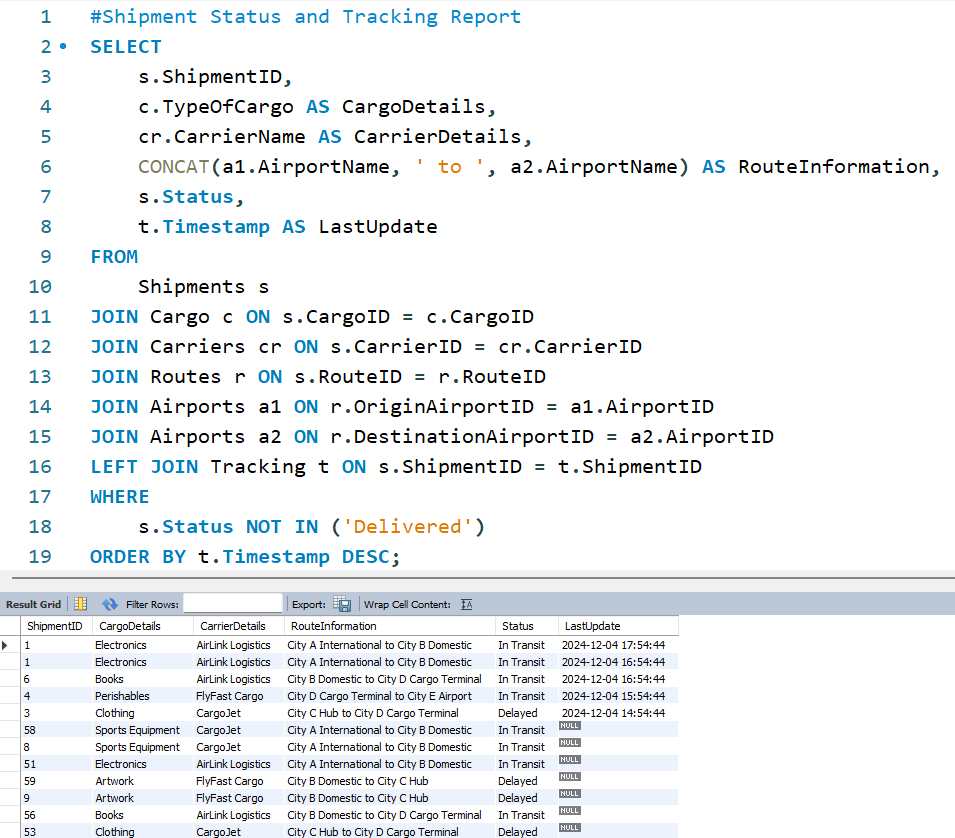 1 #Shipment Status and Tracking Report
2 SELECT
3 s.ShipmentID,
4 c.TypeOfCargo AS CargoDetails,
5 cr.CarrierName AS CarrierDetails,
6 CONCAT(a1.AirportName, ' to ', a2.AirportName) AS RouteInformation,
7 s.Status,
8 t.Timestamp AS LastUpdate
9 FROM
10 Shipments s
11 JOIN Cargo c ON s.CargoID = c.CargoID
12 JOIN Carriers cr ON s.CarrierID = cr.CarrierID
13 JOIN Routes r ON s.RouteID = r.RouteID
14 JOIN Airports a1 ON r.OriginAirportID = a1.AirportID
15 JOIN Airports a2 ON r.DestinationAirportID = a2.AirportID
16 LEFT JOIN Tracking t ON s.ShipmentID = t.ShipmentID
17 WHERE
18 s.Status NOT IN ('Delivered')
19 ORDER BY t.Timestamp DESC;
Result Grid Filter Rows: Export: Wrap Cell Content: IA
ShipmentID CargoDetails CarrierDetails RouteInformation Status LastUpdate
1 Electronics AirLink Logistics City A International to City B Domestic In Transit 2024-12-04 17:54:44
1 Electronics AirLink Logistics City A International to City B Domestic In Transit 2024-12-04 16:54:44
6 Books AirLink Logistics City B Domestic to City D Cargo Terminal In Transit 2024-12-04 16:54:44
4 Perishables FlyFast Cargo City D Cargo Terminal to City E Airport In Transit 2024-12-04 15:54:44
3 Clothing CargoJet City C Hub to City D Cargo Terminal Delayed 2024-12-04 14:54:44
58 Sports Equipment CargoJet City A International to City B Domestic In Transit NULL
8 Sports Equipment CargoJet City A International to City B Domestic In Transit NULL
51 Electronics AirLink Logistics City A International to City B Domestic In Transit NULL
59 Artwork FlyFast Cargo City B Domestic to City C Hub Delayed NULL
9 Artwork FlyFast Cargo City B Domestic to City C Hub Delayed NULL
56 Books AirLink Logistics City B Domestic to City D Cargo Terminal In Transit NULL
53 Clothing CargoJet City C Hub to City D Cargo Terminal Delayed NULL